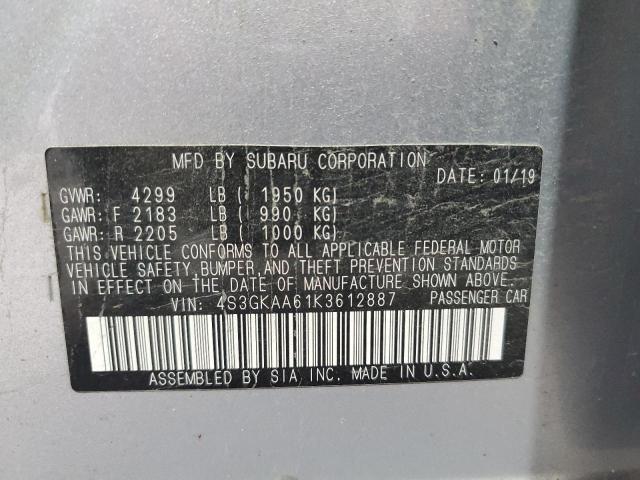 MFD BY SUBARU CORPORATION
DATE: 01/19
GVWR: 4299 LB ( 1950 KG)
GAWR: F 2183 LB ( 990 KG)
GAWR: R 2205 LB ( 1000 KG)
THIS VEHICLE CONFORMS TO ALL APPLICABLE FEDERAL MOTOR
VEHICLE SAFETY, BUMPER, AND THEFT PREVENTION STANDARDS
IN EFFECT ON THE DATE OF MANUFACTURE SHOWN ABOVE.
VIN: 4S3GKAA61K3612887 PASSENGER CAR
ASSEMBLED BY SIA, INC. MADE IN U.S.A.